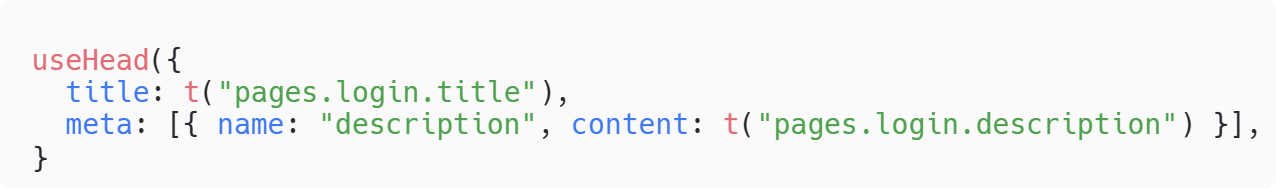 useHead({
  title: t("pages.login.title"),
  meta: [{ name: "description", content: t("pages.login.description") }],
}